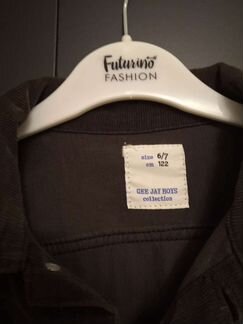 Futurino
FASHION
size 6/7
cm 122
GEE JAY BOYS
collection